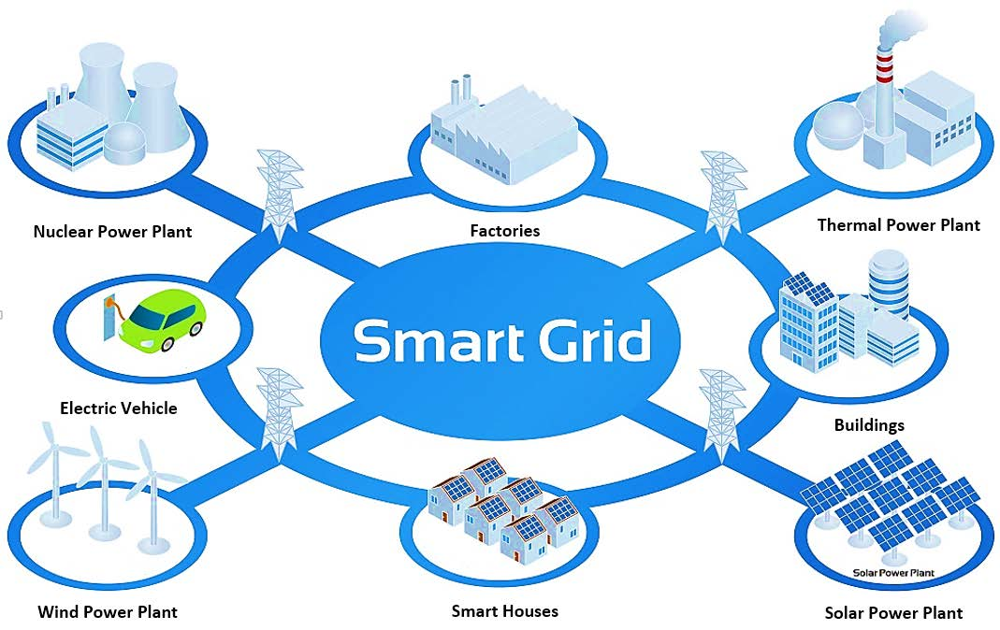 Nuclear Power Plant
Factories
Thermal Power Plant
Smart Grid
Electric Vehicle
Buildings
Solar Power Plant
Wind Power Plant
Smart Houses
Solar Power Plant